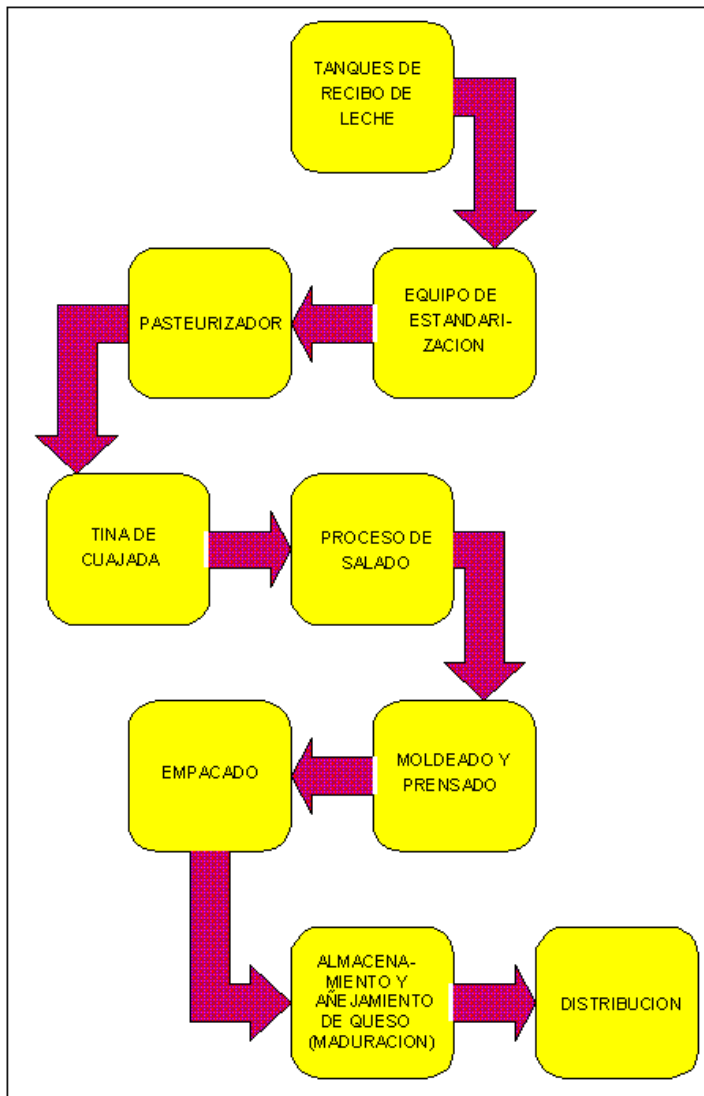 TANQUES DE
RECIBO DE
LECHE
EQUIPO DE
ESTANDARI-
ZACION
PASTEURIZADOR
TINA DE
CUAJADA
PROCESO DE
SALADO
MOLDEADO Y
PRENSADO
EMPACADO
ALMACENA-
MIENTO Y
AÑEJAMIENTO
DE QUESO
(MADURACION)
DISTRIBUCION